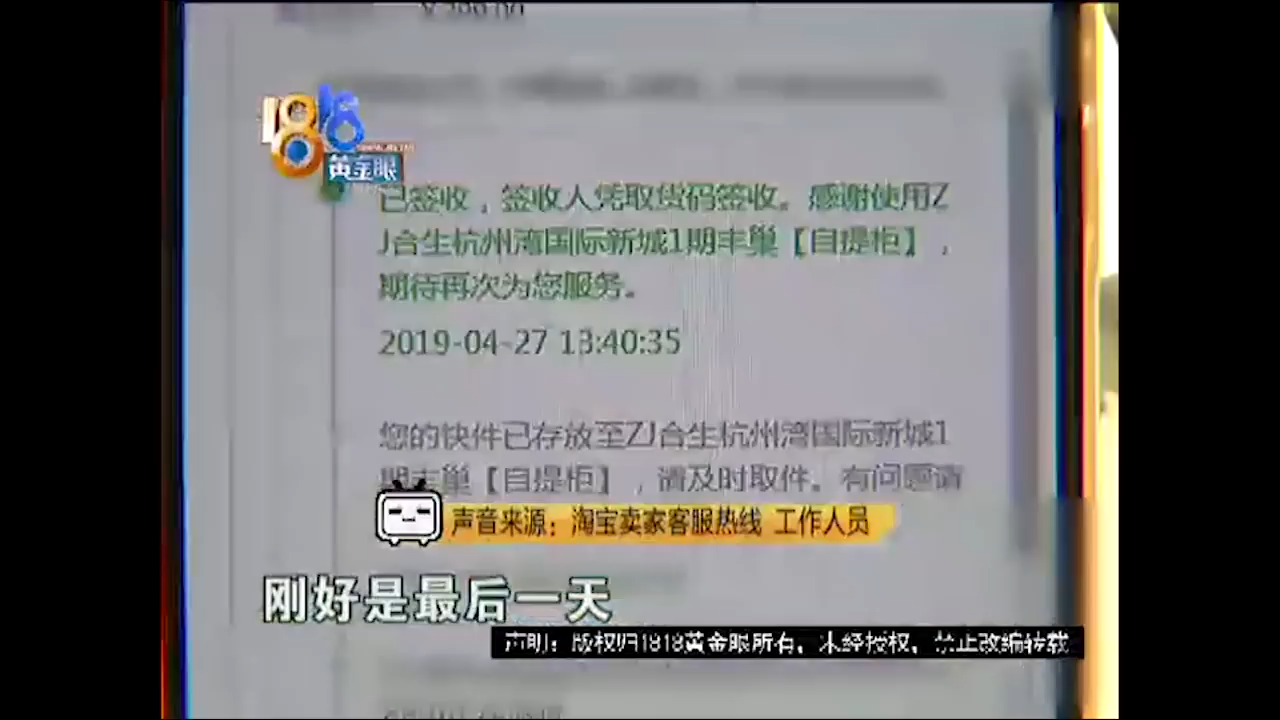 1818
黄金眼
已签收，签收人凭取货码签收。感谢使用Z
J合生杭州湾国际新城1期丰巢【自提柜】，
期待再次为您服务。
2019-04-27 13:40:35
您的快件已存放至ZJ合生杭州湾国际新城1
期丰巢【自提柜】，请及时取件。有问题请
声音来源：淘宝卖家客服热线 工作人员
刚好是最后一天
声明：版权归1818黄金眼所有，未经授权，禁止改编转载